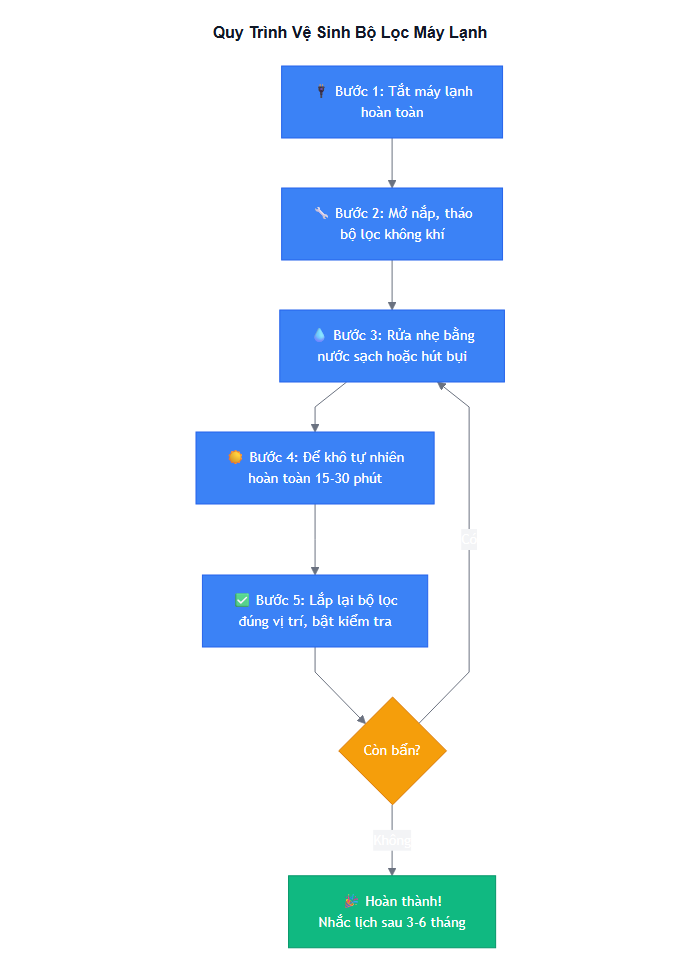 Quy Trình Vệ Sinh Bộ Lọc Máy Lạnh
Bước 1: Tắt máy lạnh
hoàn toàn
Bước 2: Mở nắp, tháo
bộ lọc không khí
Bước 3: Rửa nhẹ bằng
nước sạch hoặc hút bụi
Bước 4: Để khô tự nhiên
hoàn toàn 15-30 phút
Có
Bước 5: Lắp lại bộ lọc
đúng vị trí, bật kiểm tra
Còn bẩn?
Không
Hoàn thành!
Nhắc lịch sau 3-6 tháng